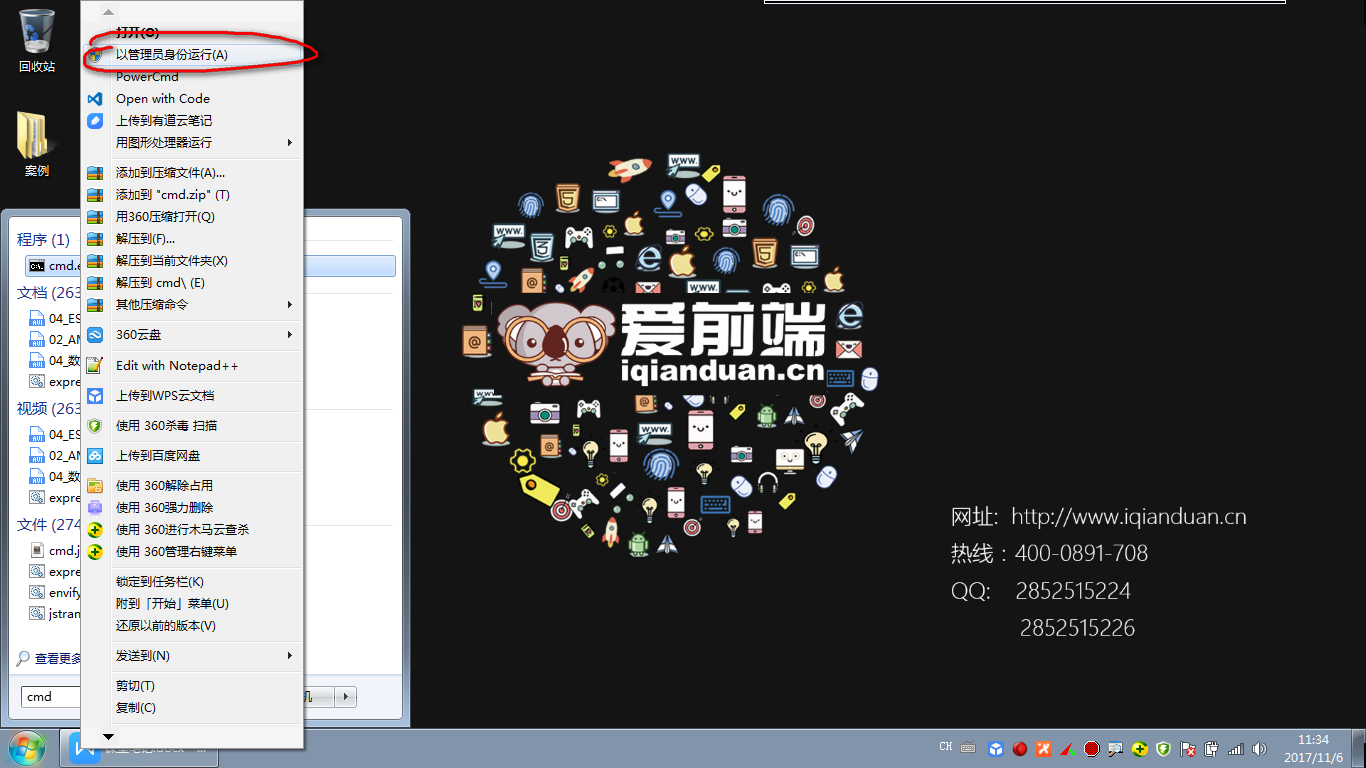 回收站
案例
打开(O)
以管理员身份运行(A)
PowerCmd
Open with Code
上传到有道云笔记
用图形处理器运行
添加到压缩文件(A)...
添加到 "cmd.zip" (T)
用360压缩打开(Q)
解压到(F)...
解压到当前文件夹(X)
解压到 cmd\ (E)
其他压缩命令
360云盘
Edit with Notepad++
上传到WPS云文档
使用 360杀毒 扫描
上传到百度网盘
使用 360解除占用
使用 360强力删除
使用 360进行木马云查杀
使用 360管理右键菜单
锁定到任务栏(K)
附到「开始」菜单(U)
还原以前的版本(V)
发送到(N)
剪切(T)
复制(C)
程序 (1)
cmd.e
文档 (263
04_ES
02_AN
04_数
expre
视频 (263
04_ES
02_AN
04_数
expre
文件 (274
cmd.j
expre
envify
jstran
查看更多
cmd
机
爱前端
iqianduan.cn
网址: http://www.iqianduan.cn
热线：400-0891-708
QQ: 2852515224
2852515226
CH
11:34
2017/11/6